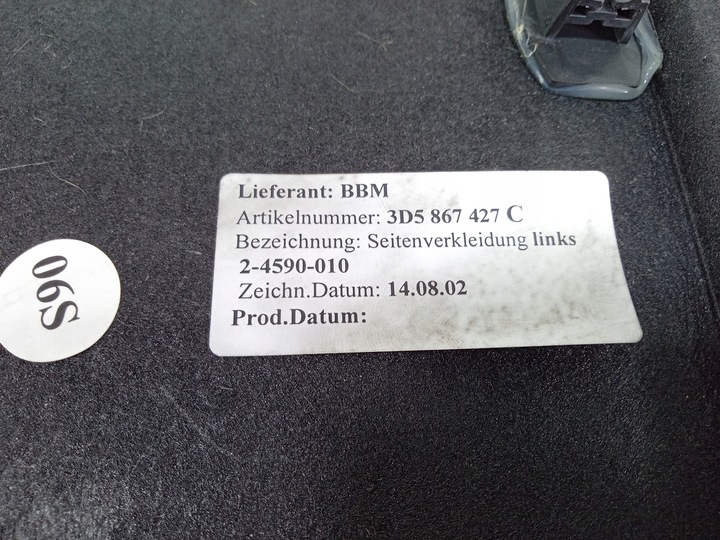 Lieferant: BBM
Artikelnummer: 3D5 867 427 C
Bezeichnung: Seitenverkleidung links
2-4590-010
Zeichn.Datum: 14.08.02
Prod.Datum:
06S